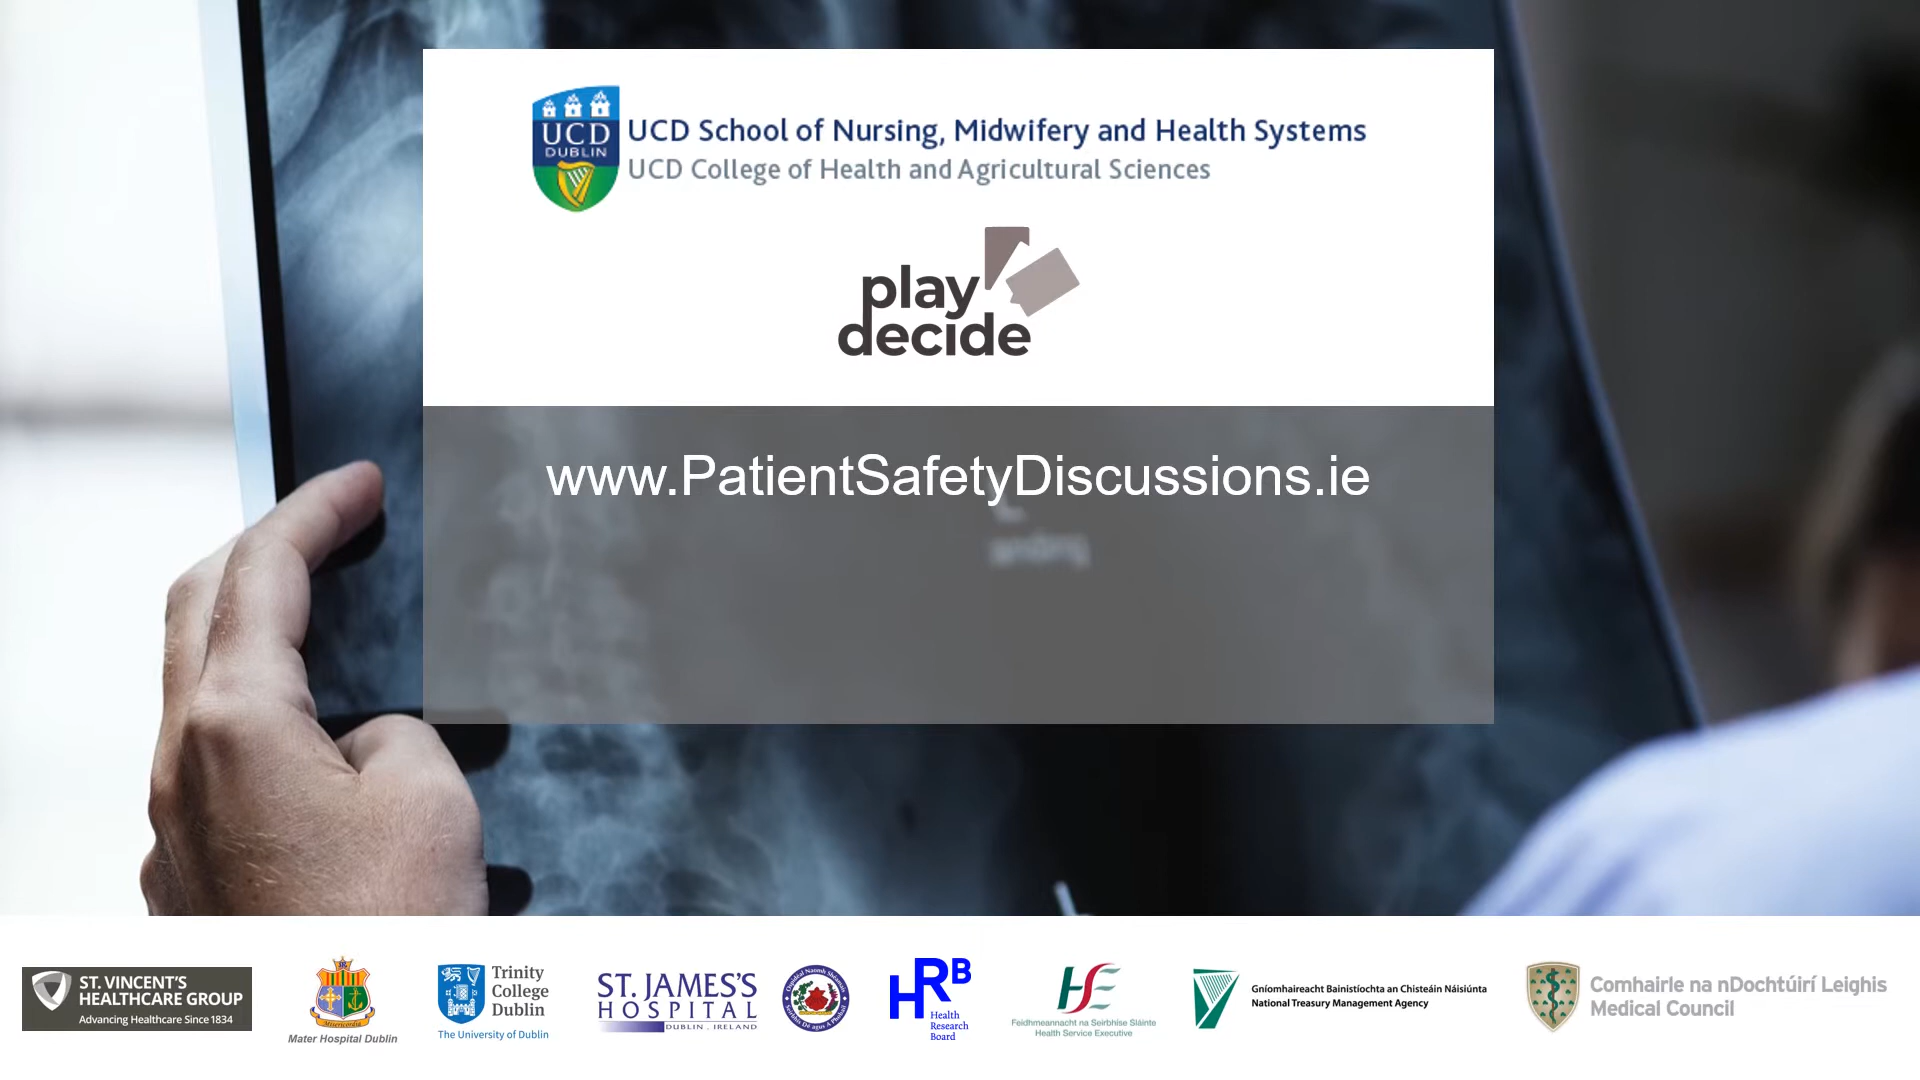 UCD
DUBLIN
UCD School of Nursing, Midwifery and Health Systems
UCD College of Health and Agricultural Sciences
play
decide
www.PatientSafetyDiscussions.ie
ST. VINCENT'S
HEALTHCARE GROUP
Advancing Healthcare Since 1834
Misericordia
Mater Hospital Dublin
Trinity
College
Dublin
The University of Dublin
ST. JAMES'S
HOSPITAL
DUBLIN . IRELAND
HRB
Health
Research
Board
Feidhmeannacht na Seirbhíse Sláinte
Health Service Executive
Gníomhaireacht Bainistíochta an Chisteáin Náisiúnta
National Treasury Management Agency
Comhairle na nDochtúirí Leighis
Medical Council